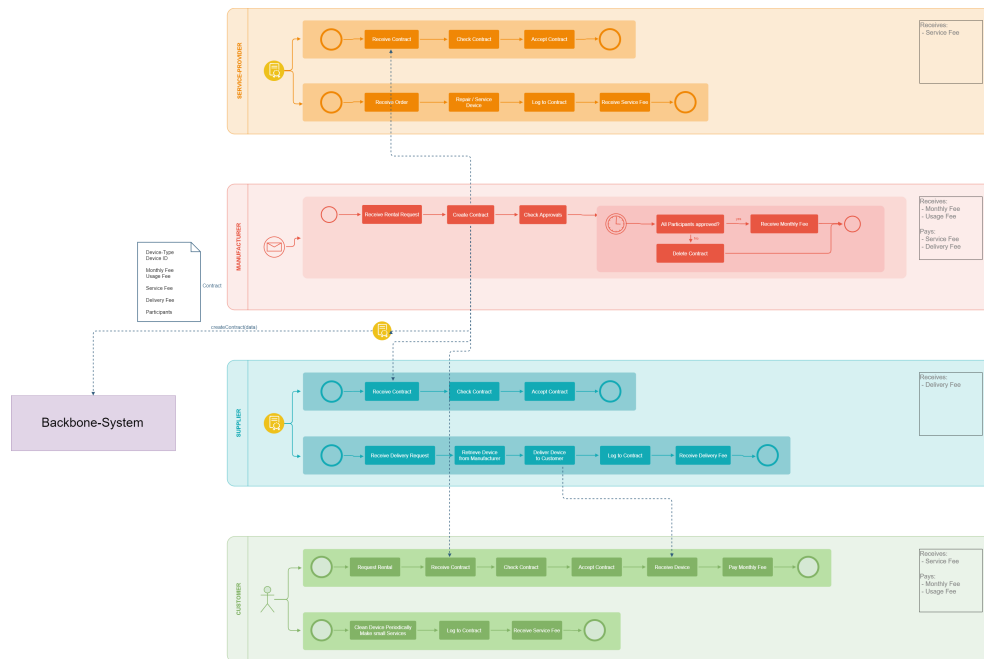 SERVICE-PROVIDER
Receive Contract
Check Contract
Accept Contract
Receives:
- Service Fee
Receive Order
Repair / Service
Device
Log to Contract
Receive Service Fee
MANUFACTURER
Receive Rental Request
Create Contract
Check Approvals
All Participants approved?
yes
Receive Monthly Fee
no
Delete Contract
Receives:
- Monthly Fee
- Usage Fee
Pays:
- Service Fee
- Delivery Fee
Device-Type
Device ID
Monthly Fee
Usage Fee
Service Fee
Delivery Fee
Participants
Contract
createContract(data)
Backbone-System
SUPPLIER
Receive Contract
Check Contract
Accept Contract
Receives:
- Delivery Fee
Receive Delivery Request
Retrieve Device
from Manufacturer
Deliver Device
to Customer
Log to Contract
Receive Delivery Fee
CUSTOMER
Request Rental
Receive Contract
Check Contract
Accept Contract
Receive Device
Pay Monthly Fee
Receives:
- Service Fee
Pays:
- Monthly Fee
- Usage Fee
Clean Device Periodically
Make small Services
Log to Contract
Receive Service Fee